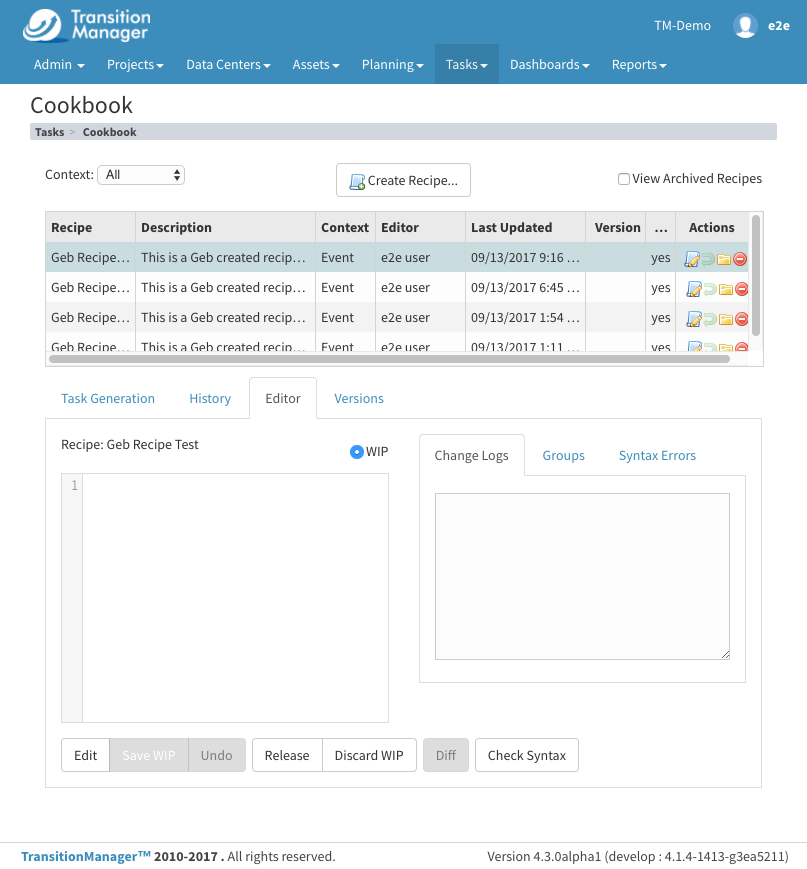 Transition
Manager
TM-Demo e2e
Admin Projects Data Centers Assets Planning Tasks Dashboards Reports
Cookbook
Tasks > Cookbook
Context: All Create Recipe... View Archived Recipes
Recipe Description Context Editor Last Updated Version ... Actions
Geb Recipe... This is a Geb created recip... Event e2e user 09/13/2017 9:16 ... yes
Geb Recipe... This is a Geb created recip... Event e2e user 09/13/2017 6:45 ... yes
Geb Recipe... This is a Geb created recip... Event e2e user 09/13/2017 1:54 ... yes
Geb Recipe... This is a Geb created recip... Event e2e user 09/13/2017 1:11 ... yes
Task Generation History Editor Versions
Recipe: Geb Recipe Test WIP
Change Logs Groups Syntax Errors
1
Edit Save WIP Undo Release Discard WIP Diff Check Syntax
TransitionManager™ 2010-2017 . All rights reserved. Version 4.3.0alpha1 (develop : 4.1.4-1413-g3ea5211)